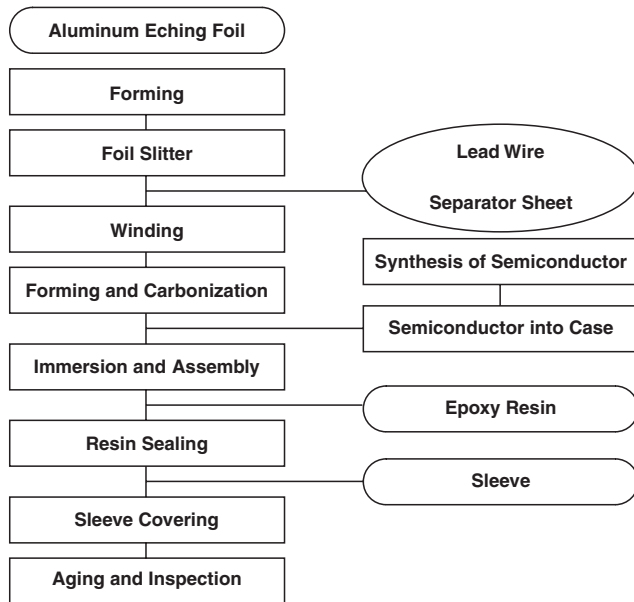 Aluminum Eching Foil
Forming
Foil Slitter
Lead Wire
Separator Sheet
Winding
Synthesis of Semiconductor
Forming and Carbonization
Semiconductor into Case
Immersion and Assembly
Epoxy Resin
Resin Sealing
Sleeve
Sleeve Covering
Aging and Inspection